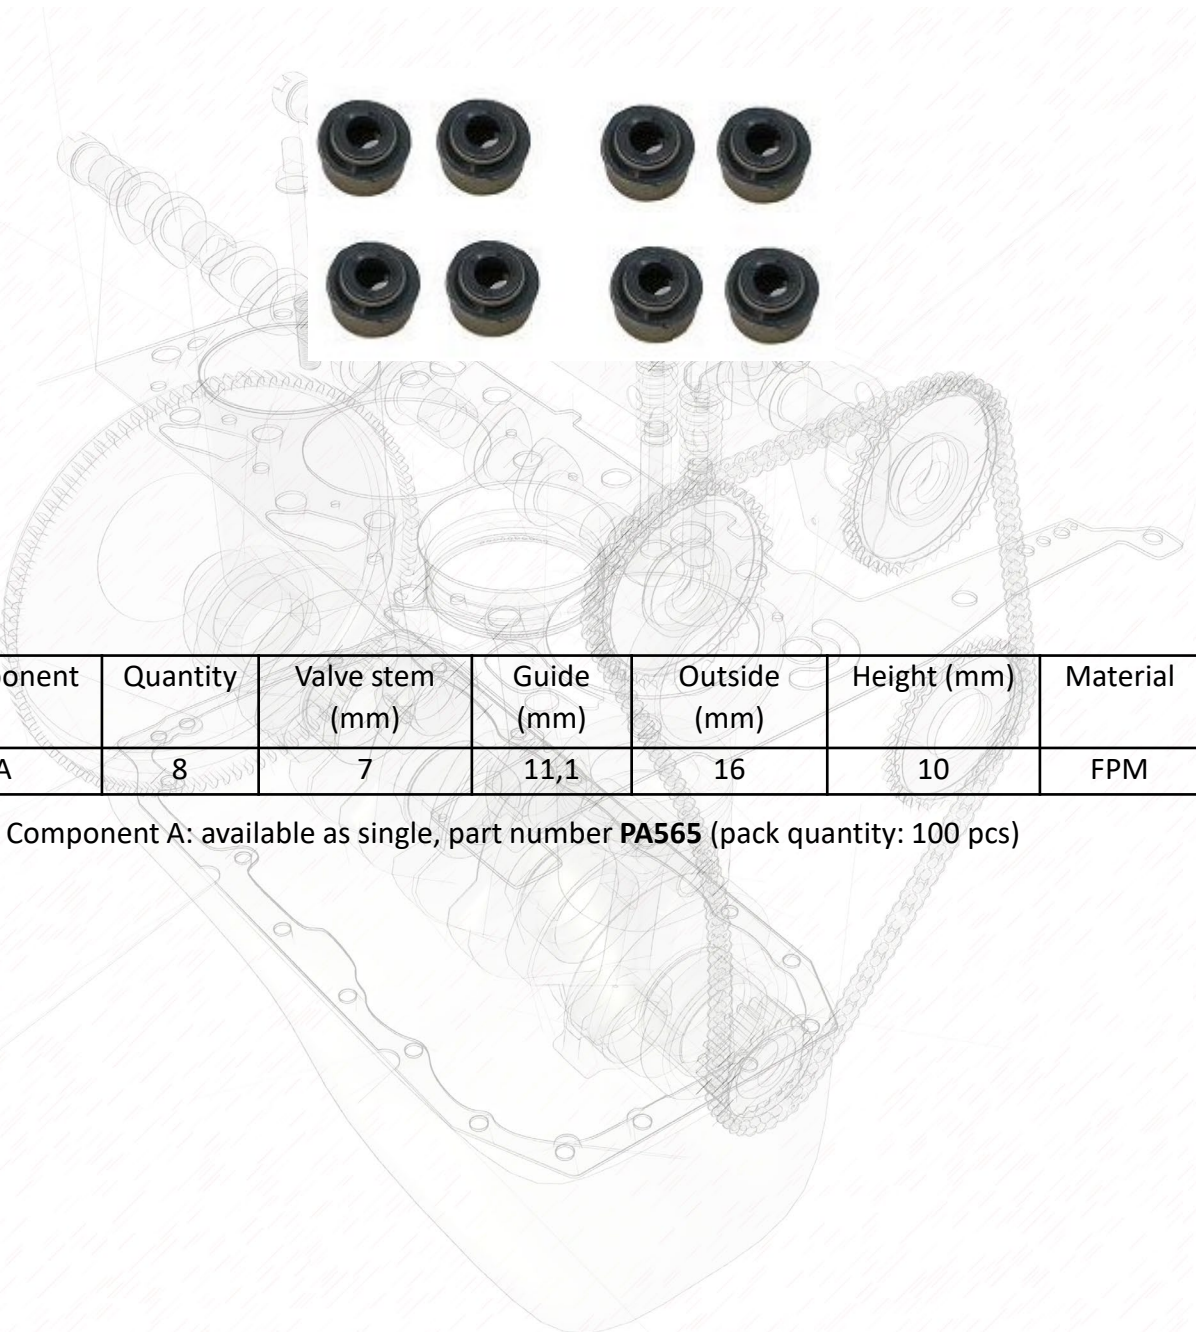 ponent Quantity Valve stem (mm) Guide (mm) Outside (mm) Height (mm) Material
A 8 7 11,1 16 10 FPM
Component A: available as single, part number PA565 (pack quantity: 100 pcs)